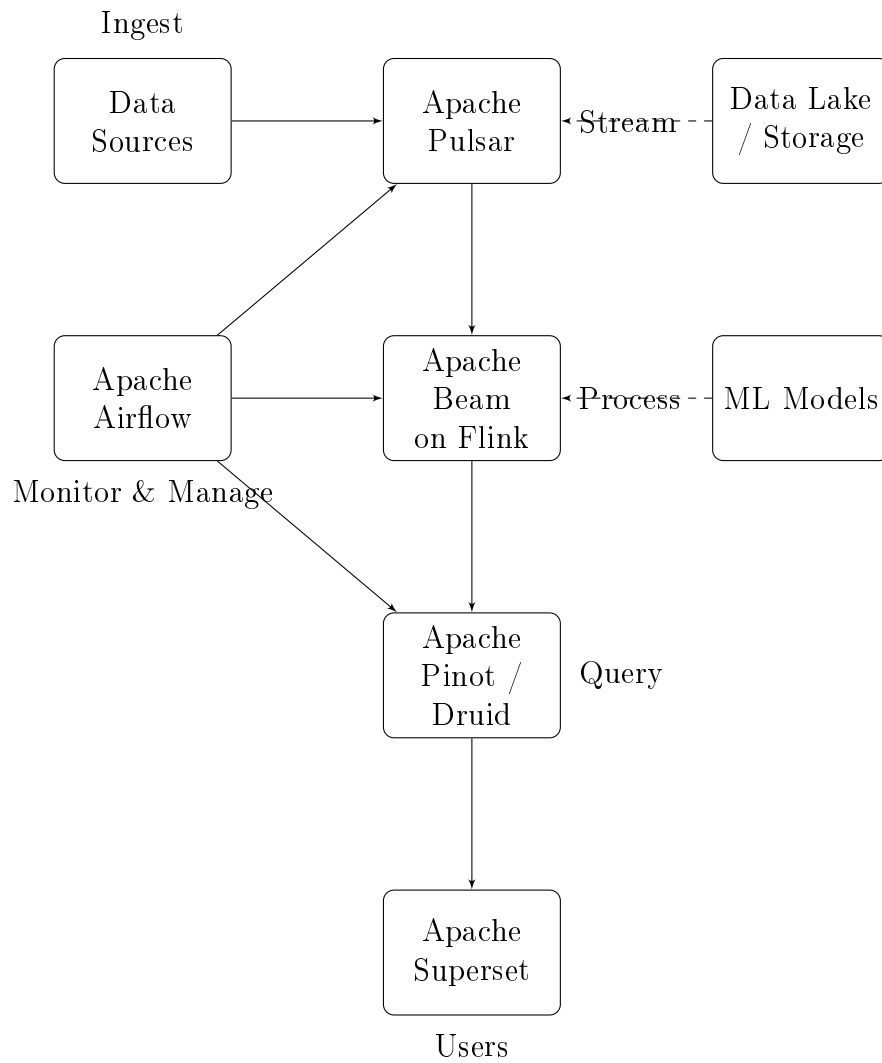 Ingest
Data
Sources
Apache
Pulsar
Stream
Data Lake
/ Storage
Apache
Airflow
Monitor & Manage
Apache
Beam
on Flink
Process
ML Models
Apache
Pinot /
Druid
Query
Apache
Superset
Users